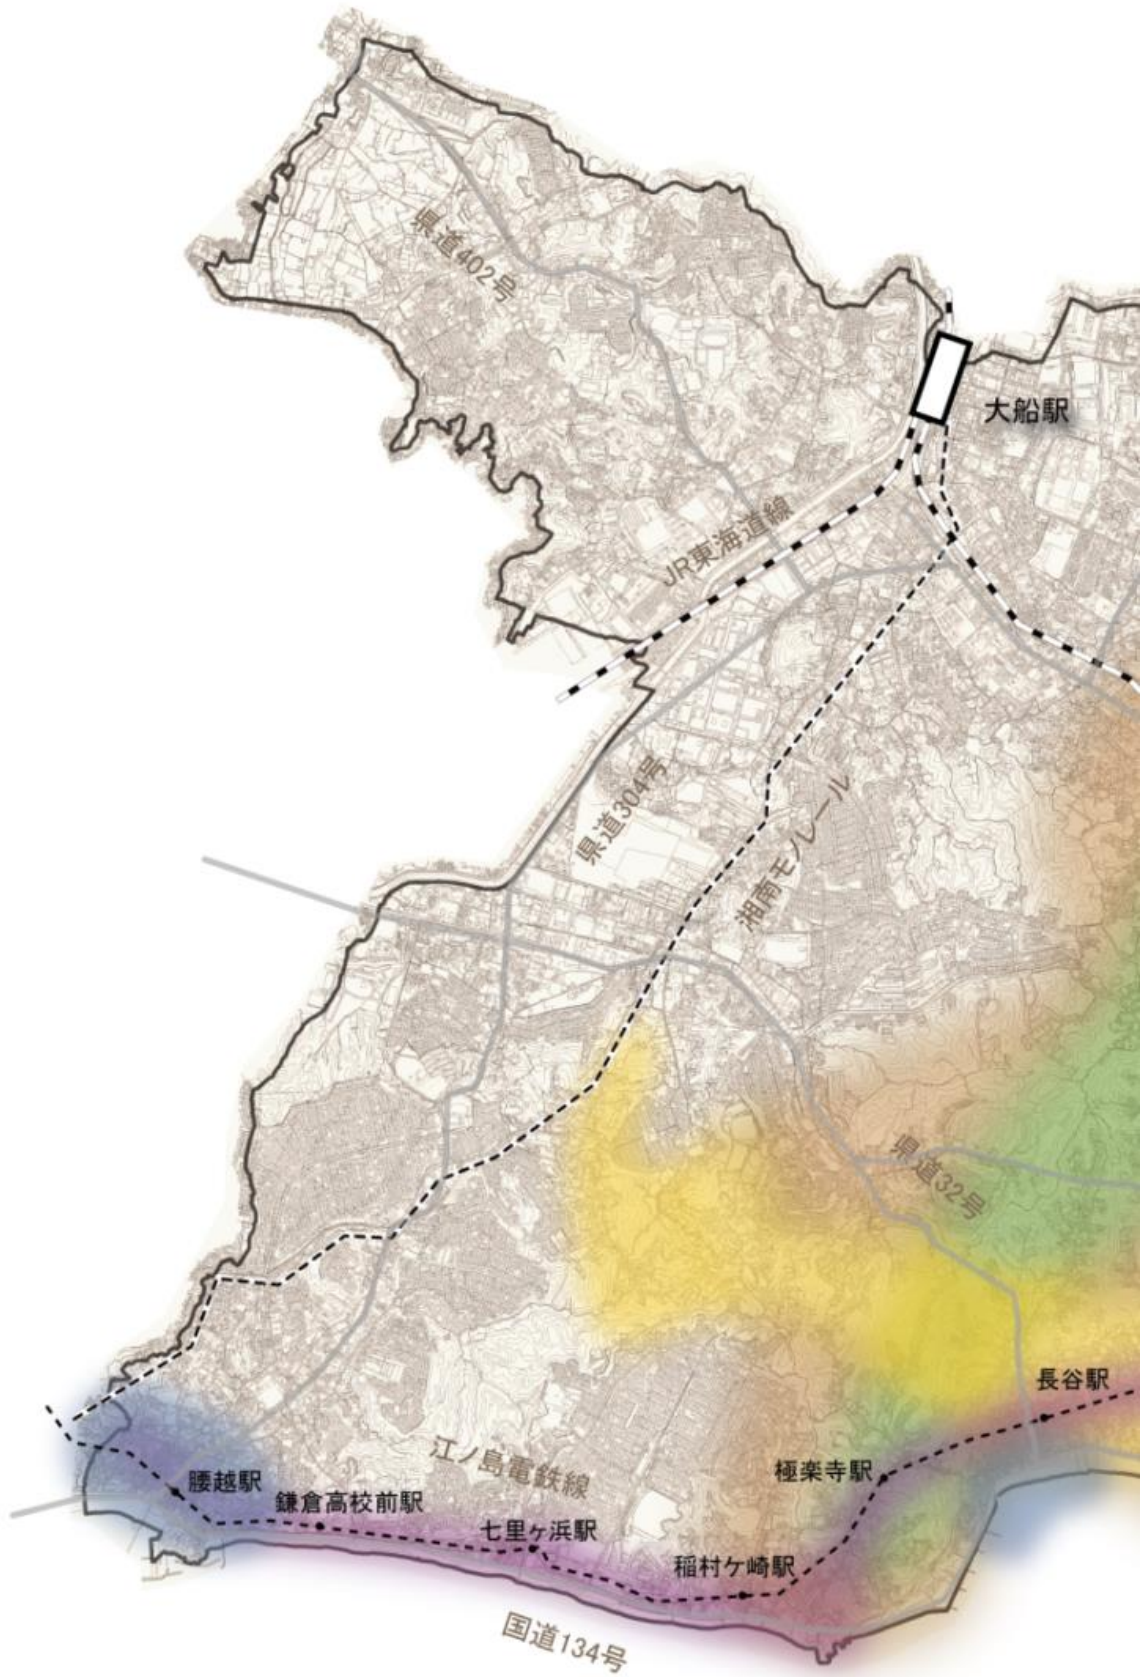 県道402号
大船駅
JR東海道線
県道304号
湘南モノレール
県道32号
長谷駅
極楽寺駅
江ノ島電鉄線
腰越駅
鎌倉高校前駅
七里ヶ浜駅
稲村ケ崎駅
国道134号